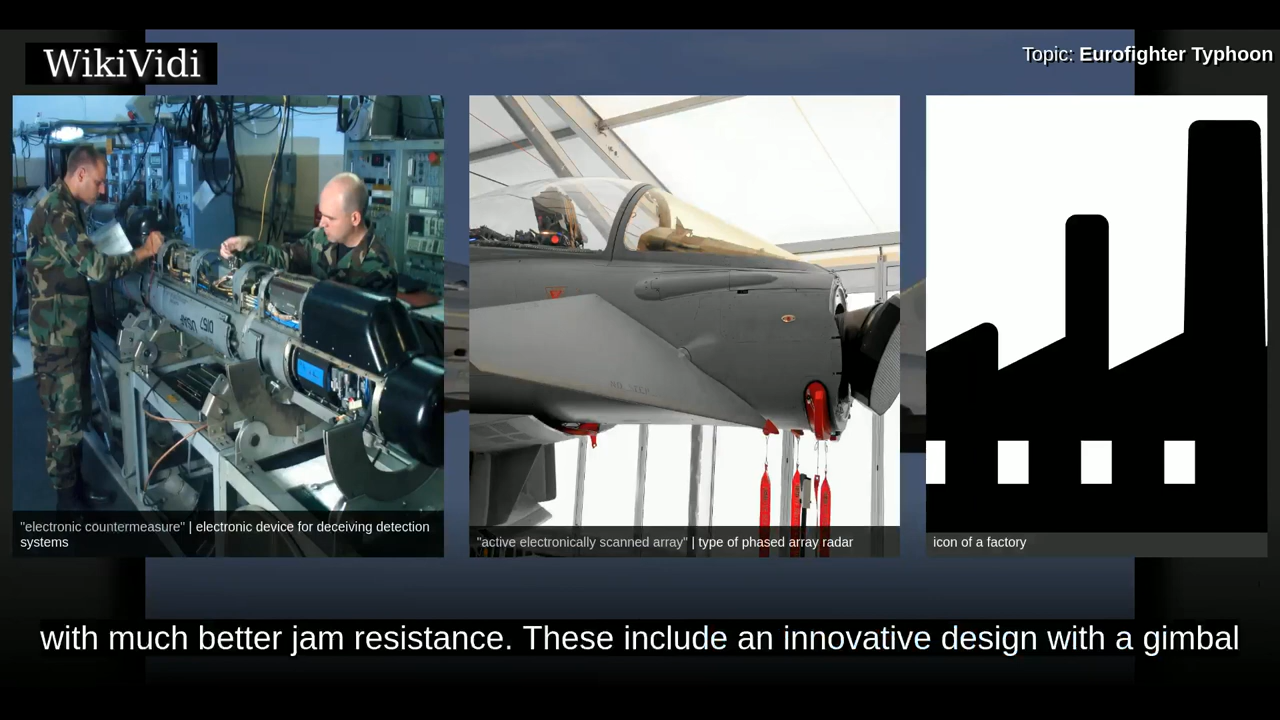 WikiVidi
Topic: Eurofighter Typhoon
"electronic countermeasure" | electronic device for deceiving detection
systems
"active electronically scanned array" | type of phased array radar
icon of a factory
with much better jam resistance. These include an innovative design with a gimbal